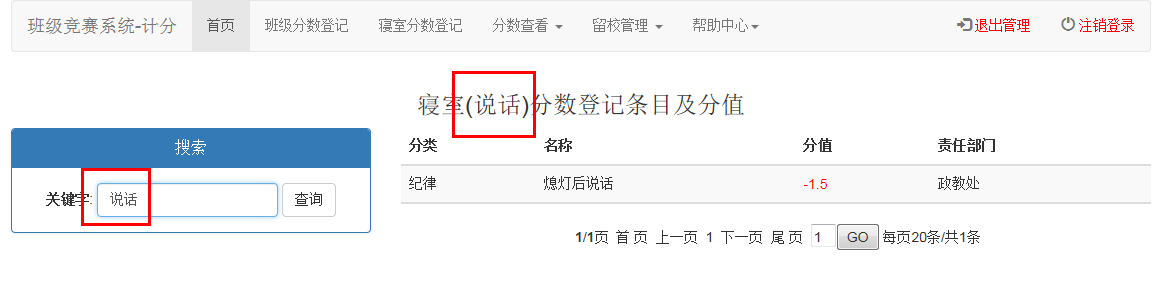 班级竞赛系统-计分 首页 班级分数登记 寝室分数登记 分数查看 留校管理 帮助中心 退出管理 注销登录
寝室(说话)分数登记条目及分值
搜索
关键字: 说话 查询
分类 名称 分值 责任部门
纪律 熄灯后说话 -1.5 政教处
1/1页 首 页 上一页 1 下一页 尾 页 1 GO 每页20条/共1条